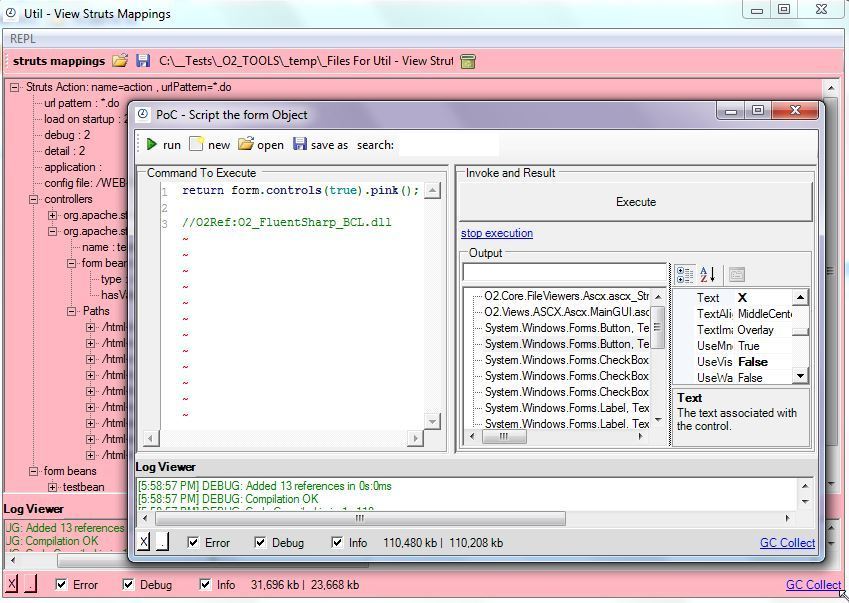 Util - View Struts Mappings
REPL
struts mappings C:\__Tests\_O2_TOOLS\_temp\_Files For Util - View Strut
Struts Action: name=action , urlPattern=*.do
url pattern : *.do
load on startup : 2
debug : 2
detail : 2
application :
config file: /WEB
controllers
org.apache.st
org.apache.st
name : te
form bean
type :
hasVa
Paths
/html
/html
/html
/html
/html
/html
/html
/html
/html
form beans
testbean
Log Viewer
UG: Added 13 references
UG: Compilation OK
X . Error Debug Info 31,696 kb | 23,668 kb GC Collect
PoC - Script the form Object
run new open save as search:
Command To Execute
1 return form.controls(true).pink();
2
3 //O2Ref:O2_FluentSharp_BCL.dll
~
~
~
~
~
~
~
~
~
~
~
~
Invoke and Result
Execute
stop execution
Output
O2.Core.FileViewers.Ascx.ascx_Str
O2.Views.ASCX.Ascx.MainGUI.asc
System.Windows.Forms.Button, Te
System.Windows.Forms.Button, Te
System.Windows.Forms.CheckBox
System.Windows.Forms.CheckBox
System.Windows.Forms.CheckBox
System.Windows.Forms.Label, Tex
System.Windows.Forms.Label, Tex
Text X
TextAli MiddleCente
TextIma Overlay
UseMne True
UseVis False
UseWa False
Text
The text associated with
the control.
Log Viewer
[5:58:57 PM] DEBUG: Added 13 references in 0s:0ms
[5:58:57 PM] DEBUG: Compilation OK
X . Error Debug Info 110,480 kb | 110,208 kb GC Collect